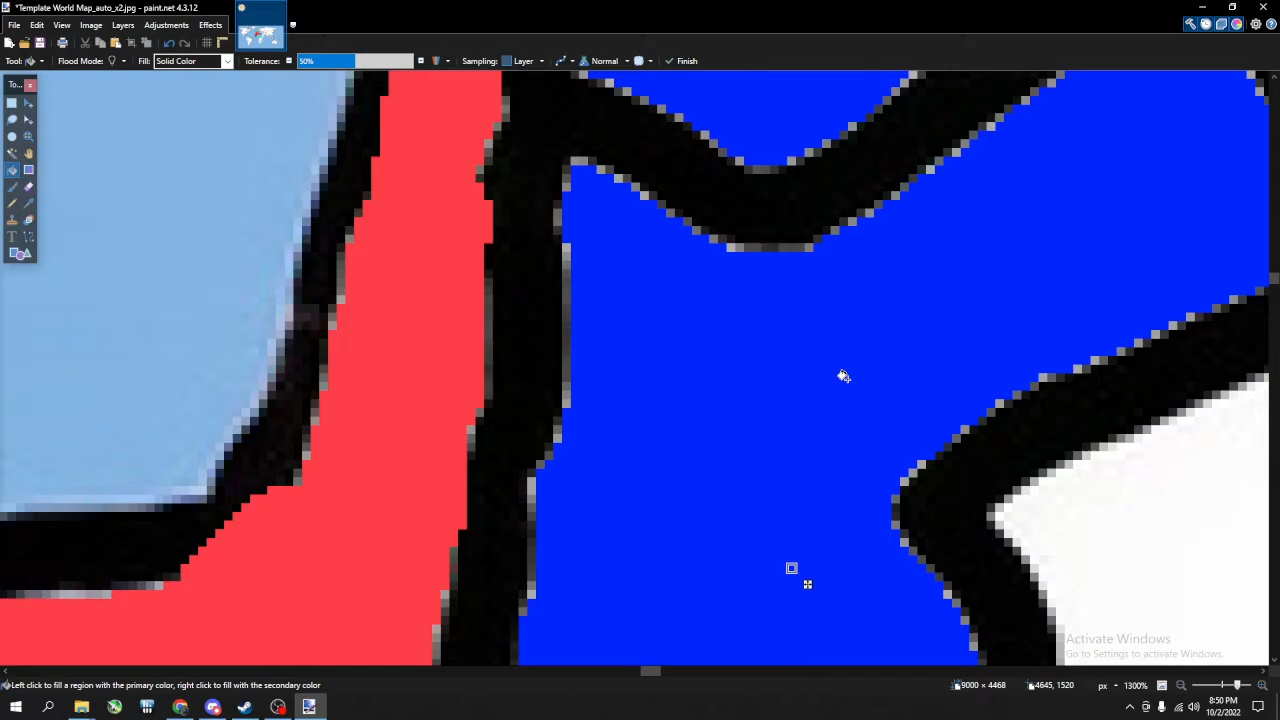 *Template World Map_auto_x2.jpg - paint.net 4.3.12
File Edit View Image Layers Adjustments Effects
Tool: Flood Mode: Fill: Solid Color Tolerance: 50% Sampling: Layer Normal Finish
To...
Activate Windows
Go to Settings to activate Windows.
Left click to fill a region with the primary color, right click to fill with the secondary color 9000 × 4468 4645, 1520 px 1300%
8:50 PM
10/2/2022